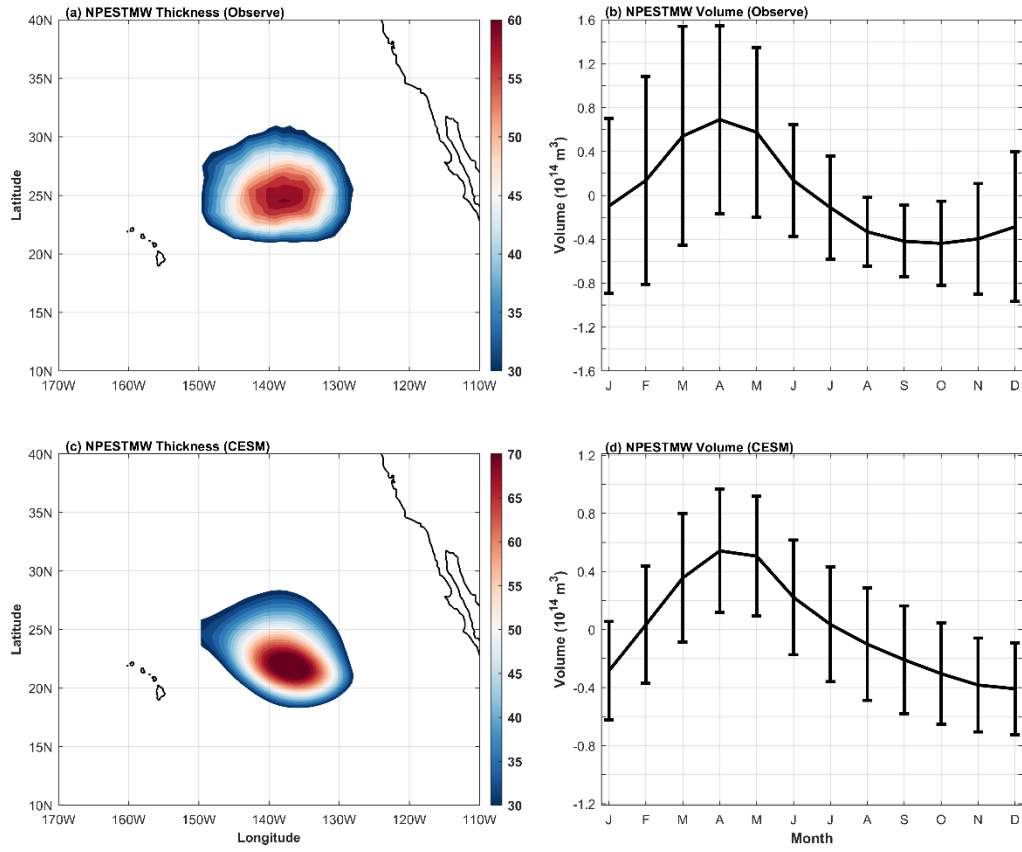 (a) NPESTMW Thickness (Observe)
40N
35N
30N
25N
20N
15N
10N
Latitude
170W 160W 150W 140W 130W 120W 110W
60
55
50
45
40
35
30
(b) NPESTMW Volume (Observe)
1.6
1.2
0.8
0.4
0
-0.4
-0.8
-1.2
-1.6
Volume (10^14 m^3)
J F M A M J J A S O N D
(c) NPESTMW Thickness (CESM)
40N
35N
30N
25N
20N
15N
10N
Latitude
170W 160W 150W 140W 130W 120W 110W
Longitude
70
65
60
55
50
45
40
35
30
(d) NPESTMW Volume (CESM)
1.2
0.8
0.4
0
-0.4
-0.8
-1.2
Volume (10^14 m^3)
J F M A M J J A S O N D
Month